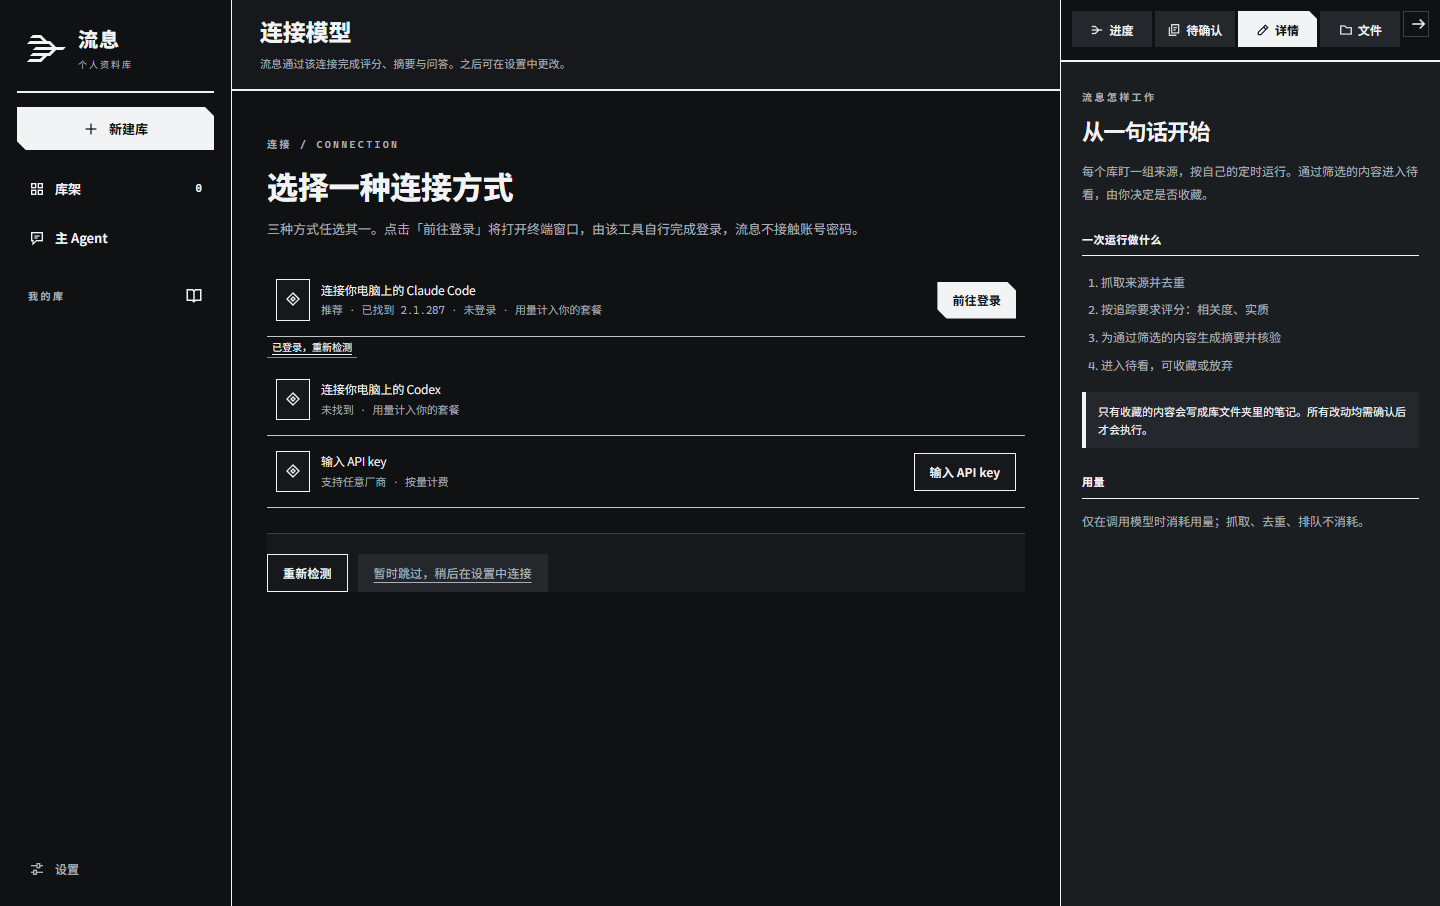 流息
个人资料库
新建库
库架 0
主 Agent
我的库
设置
连接模型
流息通过该连接完成评分、摘要与问答。之后可在设置中更改。
连接 / CONNECTION
选择一种连接方式
三种方式任选其一。点击「前往登录」将打开终端窗口，由该工具自行完成登录，流息不接触账号密码。
连接你电脑上的 Claude Code
推荐 · 已找到 2.1.287 · 未登录 · 用量计入你的套餐
前往登录
已登录，重新检测
连接你电脑上的 Codex
未找到 · 用量计入你的套餐
输入 API key
支持任意厂商 · 按量计费
输入 API key
重新检测
暂时跳过，稍后在设置中连接
进度
待确认
详情
文件
流息怎样工作
从一句话开始
每个库盯一组来源，按自己的定时运行。通过筛选的内容进入待
看，由你决定是否收藏。
一次运行做什么
1. 抓取来源并去重
2. 按追踪要求评分：相关度、实质
3. 为通过筛选的内容生成摘要并核验
4. 进入待看，可收藏或放弃
只有收藏的内容会写成库文件夹里的笔记。所有改动均需确认后
才会执行。
用量
仅在调用模型时消耗用量；抓取、去重、排队不消耗。